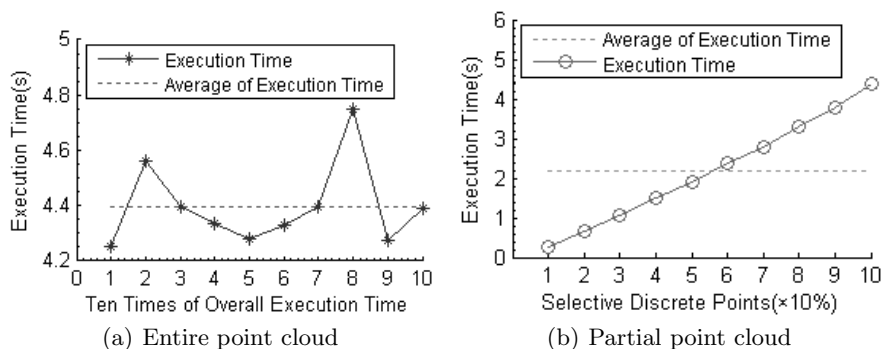 Execution Time(s)
5
4.8
4.6
4.4
4.2
Execution Time
Average of Execution Time
0 1 2 3 4 5 6 7 8 9 10
Ten Times of Overall Execution Time
(a) Entire point cloud
Execution Time(s)
6
5
4
3
2
1
0
Average of Execution Time
Execution Time
1 2 3 4 5 6 7 8 9 10
Selective Discrete Points(×10%)
(b) Partial point cloud